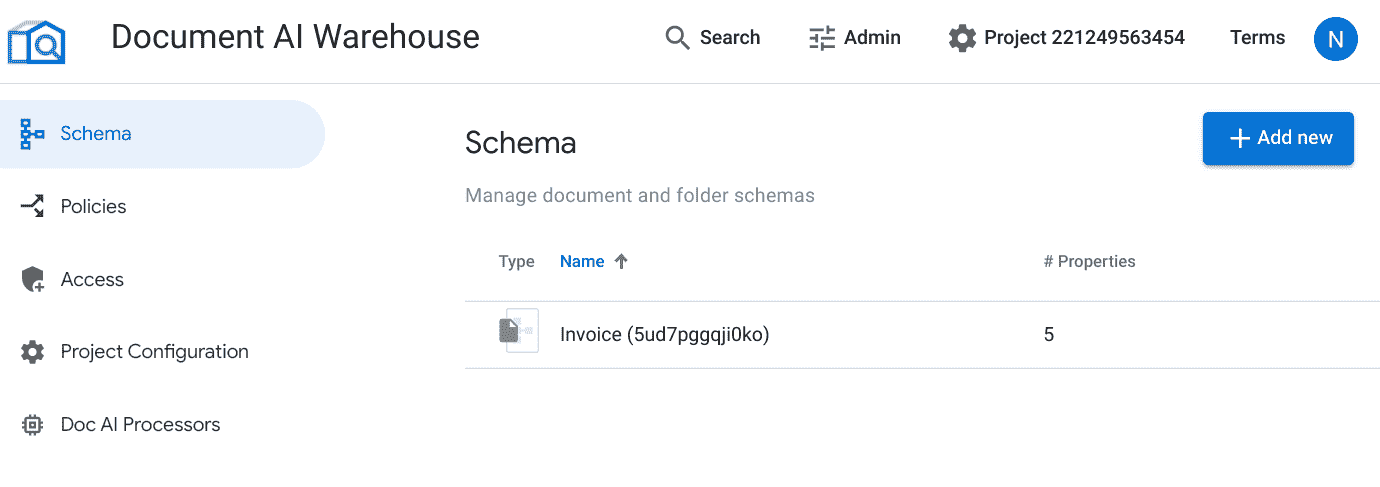 Document AI Warehouse
Search
Admin
Project 221249563454
Terms
N
Schema
Policies
Access
Project Configuration
Doc AI Processors
Schema
Add new
Manage document and folder schemas
Type Name # Properties
Invoice (5ud7pggqji0ko) 5